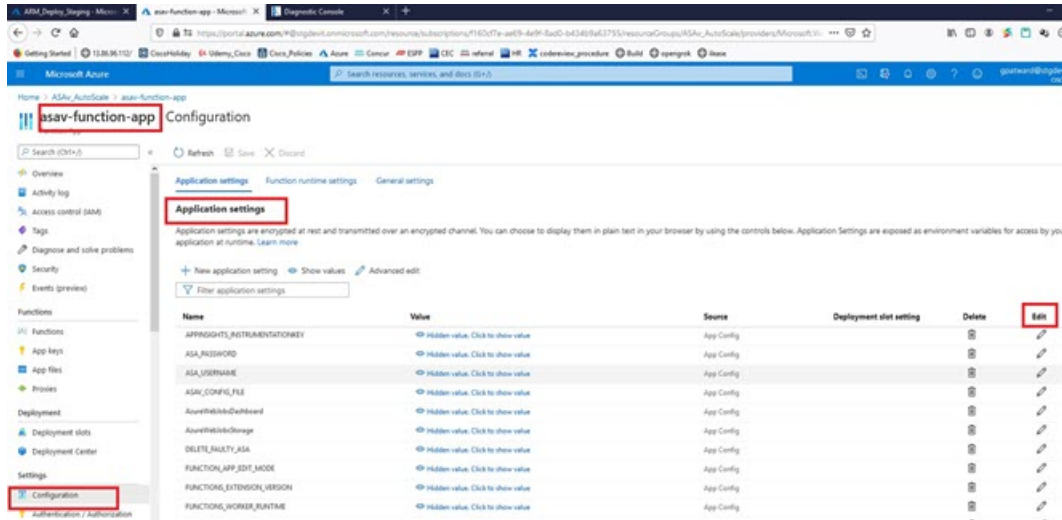 ARM_Deploy_Staging - Micros
asav-function-app - Microsoft
Diagnostic Console
https://portal.azure.com/
Getting Started
CiscoHoliday
Udemy_Cisco
Cisco_Policies
Azure
Concur
ESPP
CEC
referral
HR
codereview_procedure
Build
opengrok
ilease
Microsoft Azure
Search resources, services, and docs (G+/)
Home > ASAv_AutoScale > asav-function-app
asav-function-app Configuration
Function App
Search (Ctrl+/)
Refresh Save Discard
Overview
Activity log
Access control (IAM)
Tags
Diagnose and solve problems
Security
Events (preview)
Functions
Functions
App keys
App files
Proxies
Deployment
Deployment slots
Deployment Center
Settings
Configuration
Authentication / Authorization
Application settings Function runtime settings General settings
Application settings
Application settings are encrypted at rest and transmitted over an encrypted channel. You can choose to display them in plain text in your browser by using the controls below. Application Settings are exposed as environment variables for access by you
application at runtime. Learn more
New application setting Show values Advanced edit
Filter application settings
Name Value Source Deployment slot setting Delete Edit
APPINSIGHTS_INSTRUMENTATIONKEY Hidden value. Click to show value App Config
ASA_PASSWORD Hidden value. Click to show value App Config
ASA_USERNAME Hidden value. Click to show value App Config
ASAV_CONFIG_FILE Hidden value. Click to show value App Config
AzureWebJobsDashboard Hidden value. Click to show value App Config
AzureWebJobsStorage Hidden value. Click to show value App Config
DELETE_FAULTY_ASA Hidden value. Click to show value App Config
FUNCTION_APP_EDIT_MODE Hidden value. Click to show value App Config
FUNCTIONS_EXTENSION_VERSION Hidden value. Click to show value App Config
FUNCTIONS_WORKER_RUNTIME Hidden value. Click to show value App Config